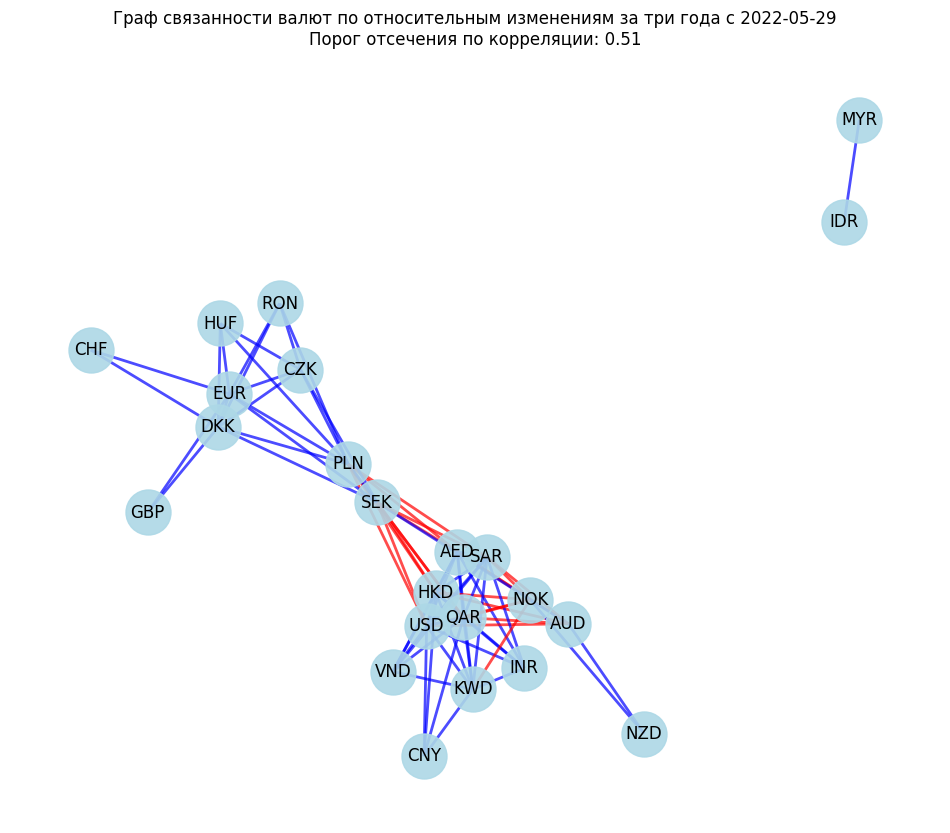 Граф связанности валют по относительным изменениям за три года с 2022-05-29
Порог отсечения по корреляции: 0.51
MYR
IDR
RON
HUF
CHF
CZK
EUR
DKK
PLN
SEK
GBP
AED
SAR
HKD
NOK
QAR
AUD
USD
INR
VND
KWD
NZD
CNY